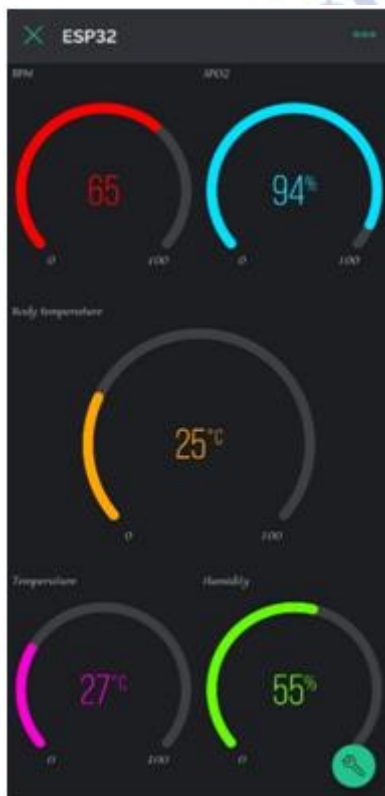 ESP32
BPM SPO2
65 94%
0 100 0 100
Body temperature
25°C
0 100
Temperature Humidity
27°C 55%
0 100 0